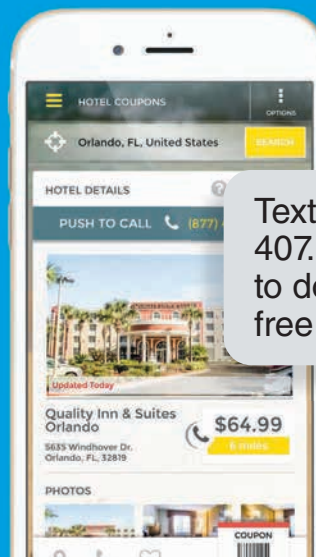 HOTEL COUPONS
OPTIONS
Orlando, FL, United States
SEARCH
HOTEL DETAILS
PUSH TO CALL (877)
Text
407.
to do
free
Updated Today
Quality Inn & Suites
Orlando
$64.99
6 miles
5635 Windhover Dr.
Orlando, FL, 32819
PHOTOS
COUPON